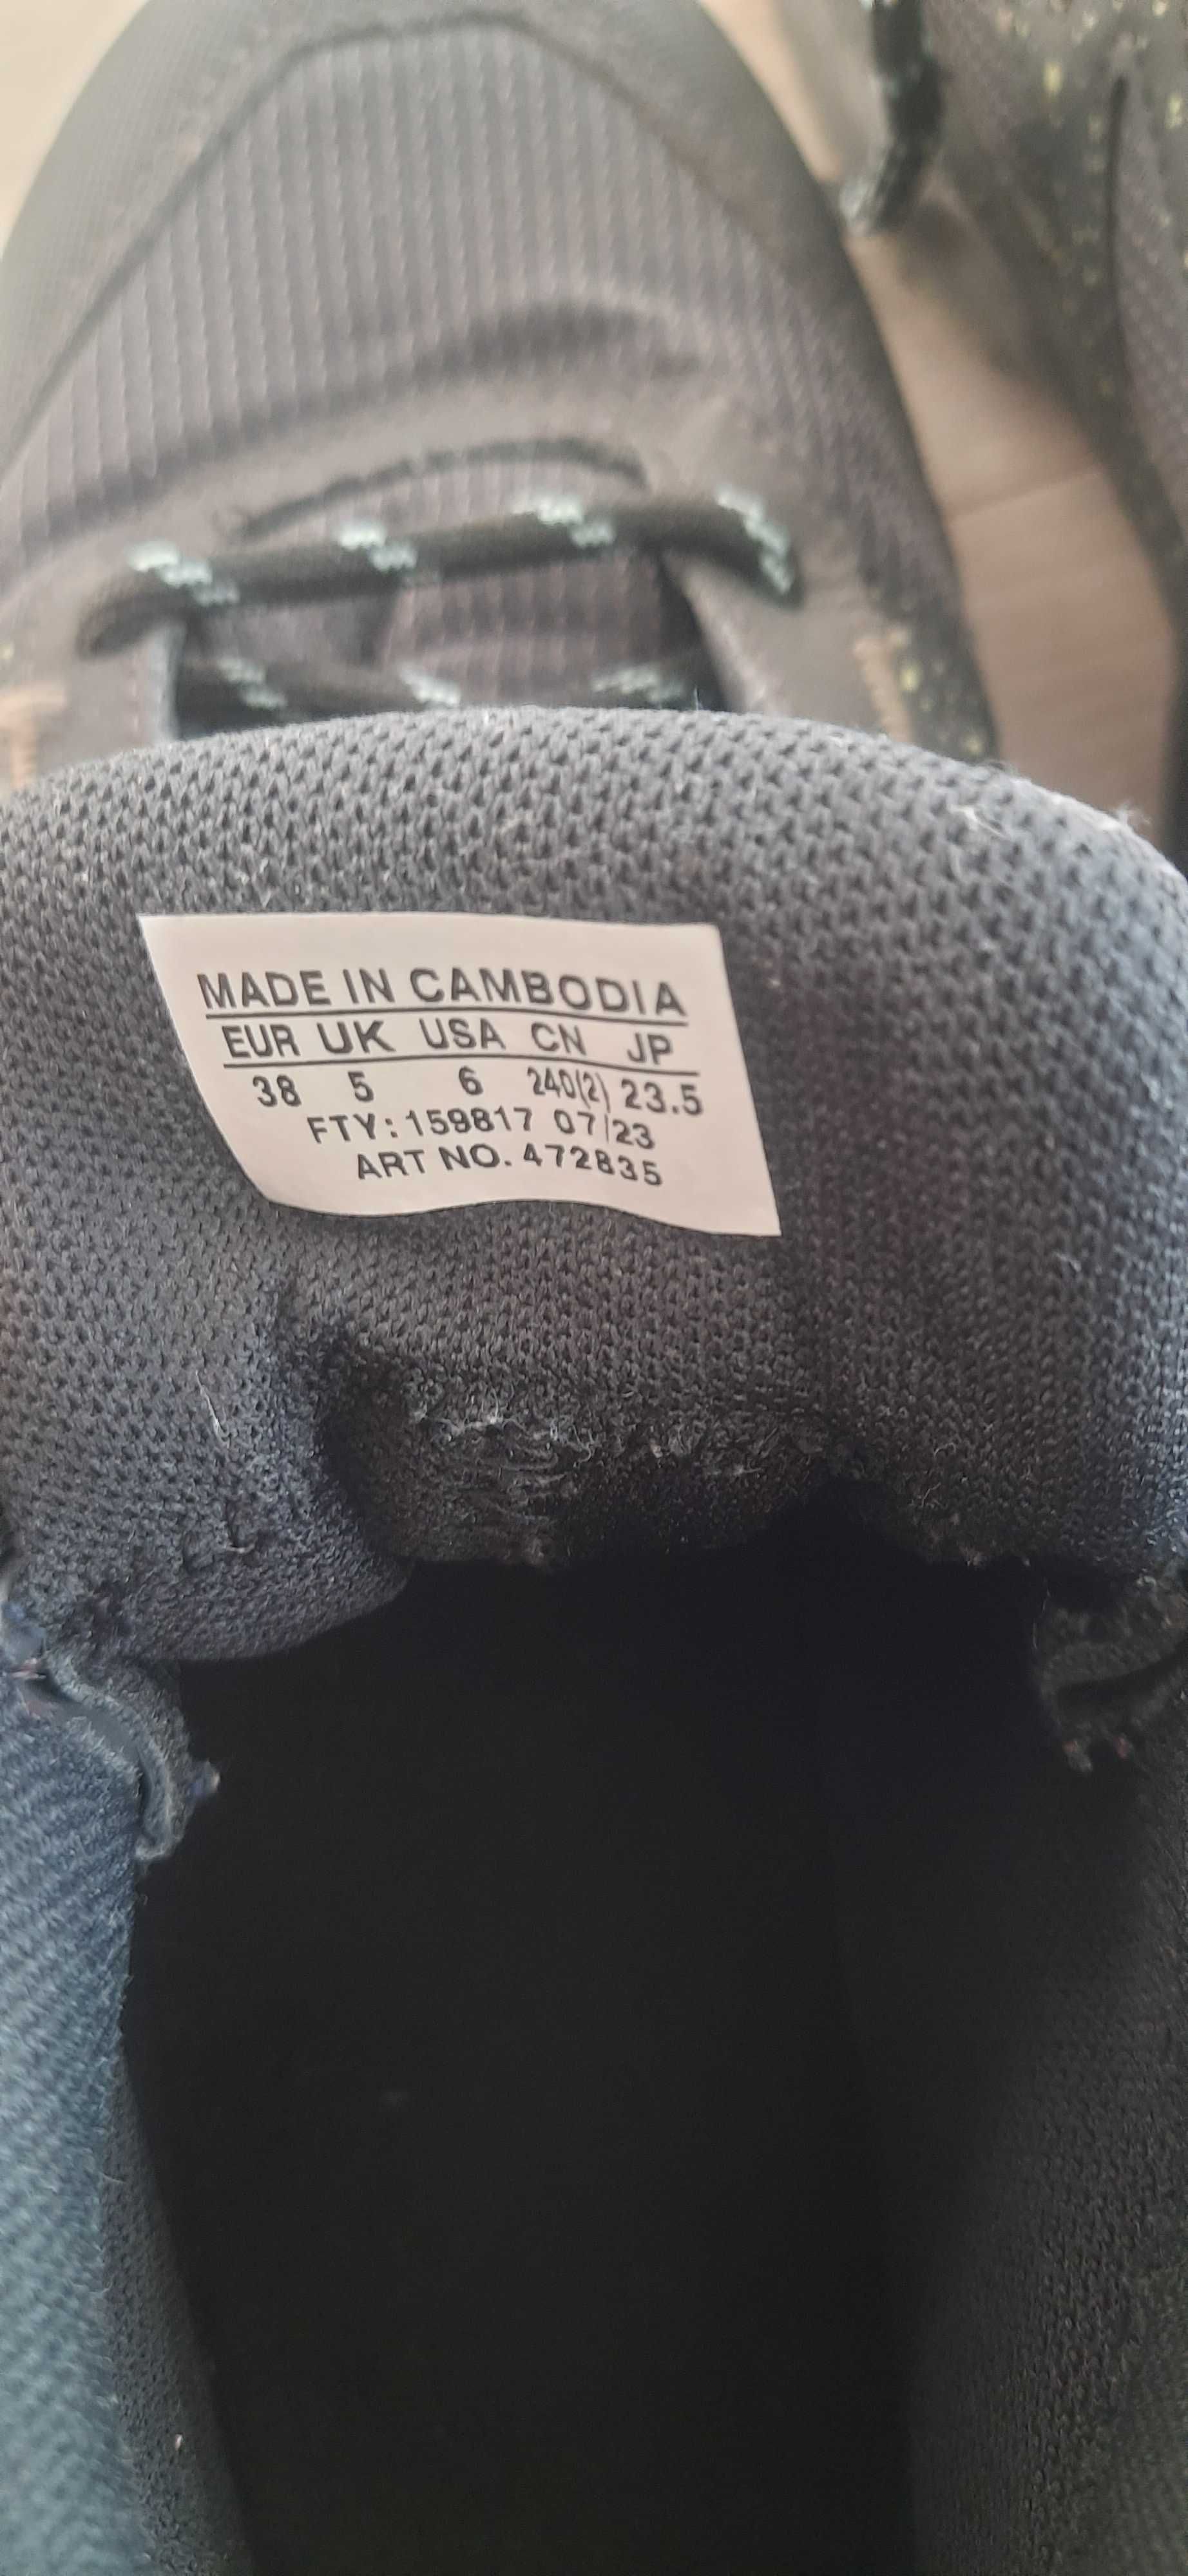 MADE IN CAMBODIA
EUR UK USA CN JP
38 5 6 240(2) 23.5
FTY: 159817 07/23
ART NO. 472835